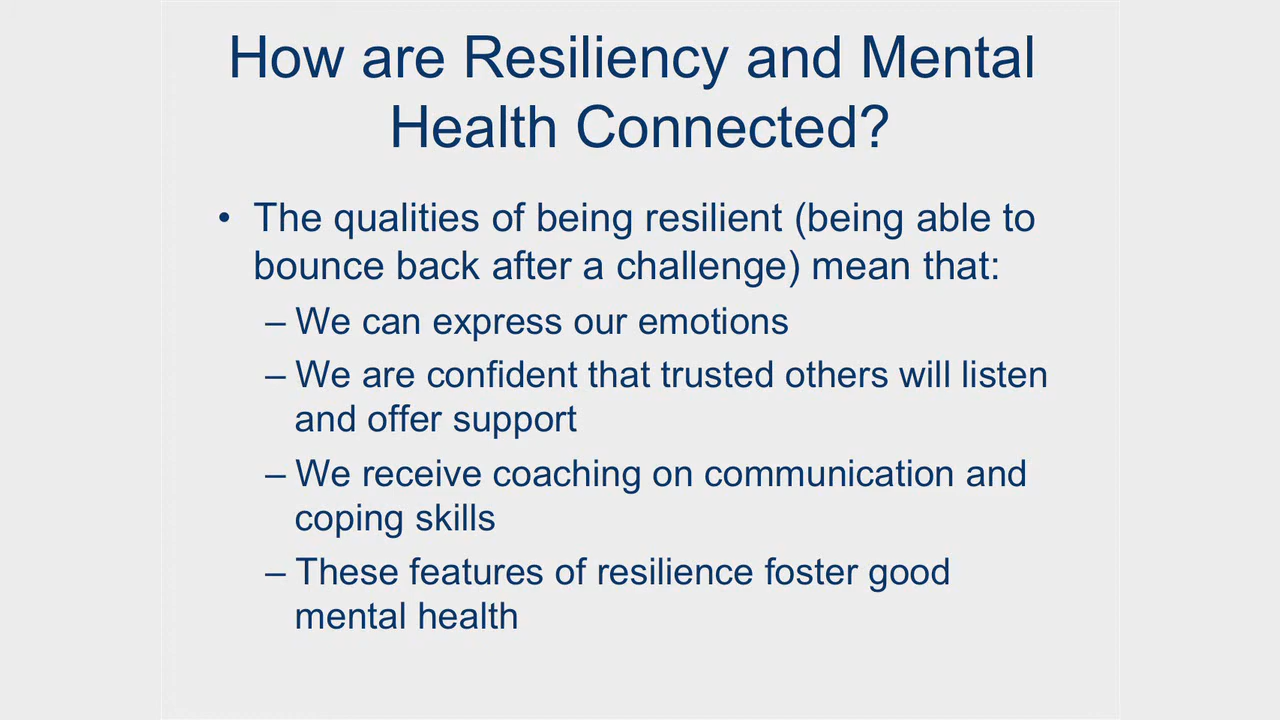 How are Resiliency and Mental
Health Connected?
• The qualities of being resilient (being able to
bounce back after a challenge) mean that:
– We can express our emotions
– We are confident that trusted others will listen
and offer support
– We receive coaching on communication and
coping skills
– These features of resilience foster good
mental health